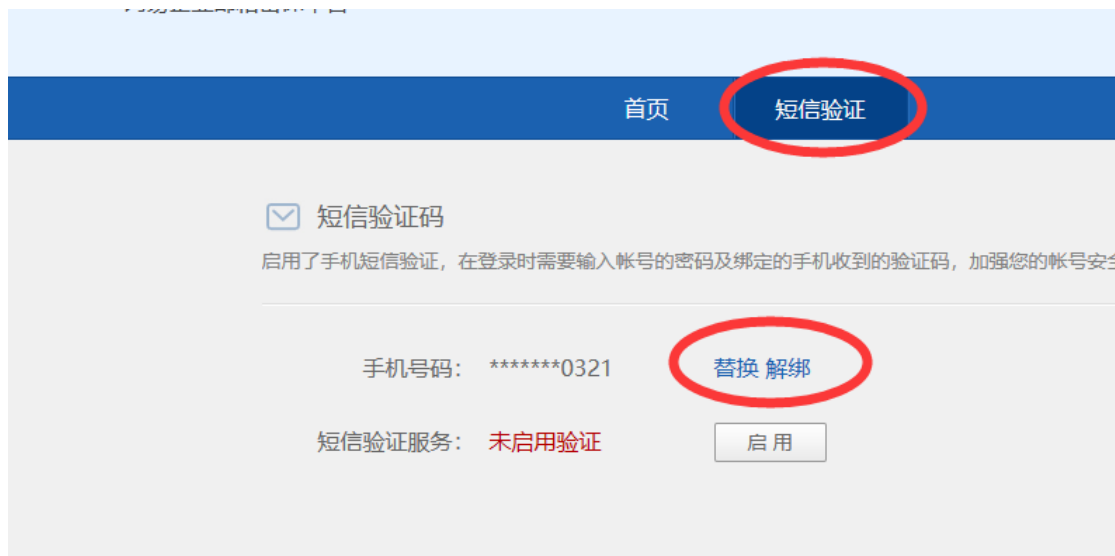 首页 短信验证
短信验证码
启用了手机短信验证，在登录时需要输入帐号的密码及绑定的手机收到的验证码，加强您的帐号安全
手机号码： *******0321 替换 解绑
短信验证服务： 未启用验证 启用